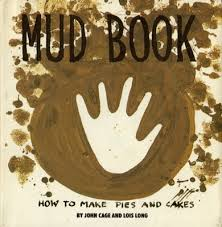 MUD BOOK
HOW TO MAKE PIES AND CAKES
BY JOHN CAGE AND LOIS LONG